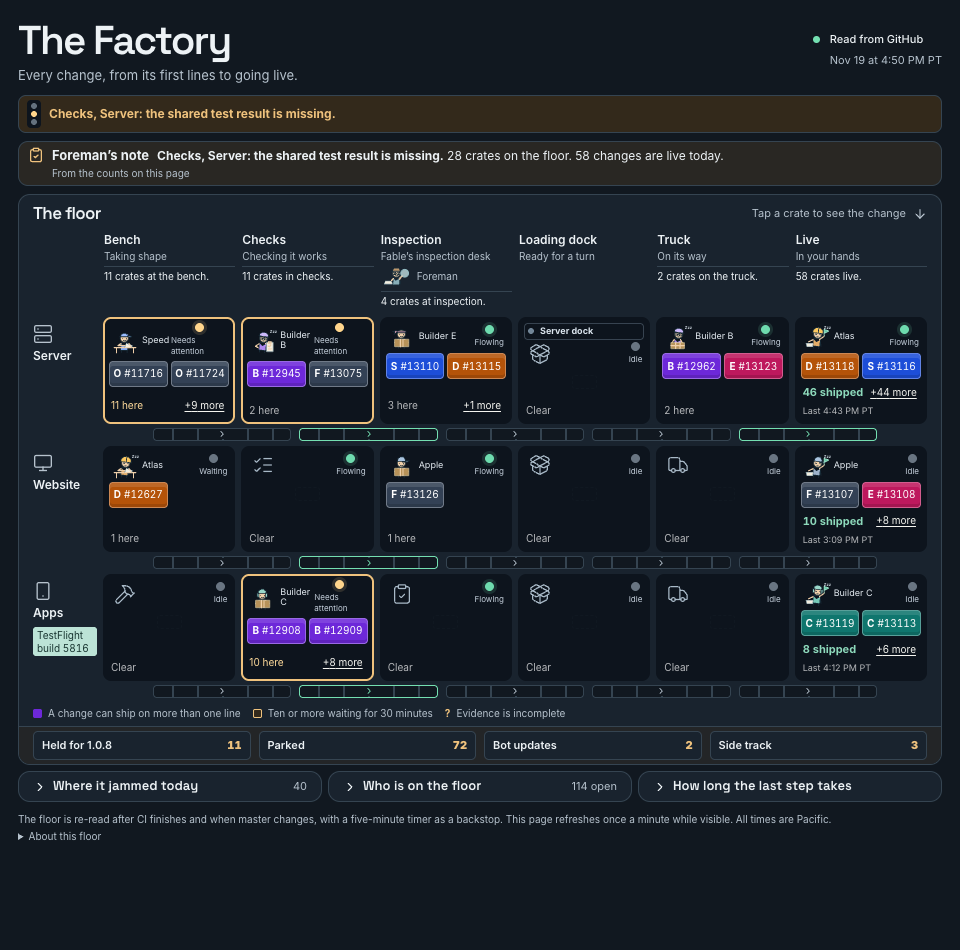 The Factory
Every change, from its first lines to going live.
Read from GitHub
Nov 19 at 4:50 PM PT
Checks, Server: the shared test result is missing.
Foreman's note Checks, Server: the shared test result is missing. 28 crates on the floor. 58 changes are live today.
From the counts on this page
The floor
Tap a crate to see the change ↓
Bench
Taking shape
11 crates at the bench.
Checks
Checking it works
11 crates in checks.
Inspection
Fable's inspection desk
Foreman
4 crates at inspection.
Loading dock
Ready for a turn
Truck
On its way
2 crates on the truck.
Live
In your hands
58 crates live.
Server
Speed
Needs attention
O #11716
O #11724
11 here
+9 more
Builder B
Needs attention
B #12945
F #13075
2 here
Builder E
Flowing
S #13110
D #13115
3 here
+1 more
Server dock
Idle
Clear
Builder B
Flowing
B #12962
E #13123
2 here
Atlas
Flowing
D #13118
S #13116
46 shipped
+44 more
Last 4:43 PM PT
Website
Atlas
Waiting
D #12627
1 here
Flowing
Clear
Apple
Flowing
F #13126
1 here
Idle
Clear
Idle
Clear
Apple
Idle
F #13107
E #13108
10 shipped
+8 more
Last 3:09 PM PT
Apps
TestFlight
build 5816
Idle
Clear
Builder C
Needs attention
B #12908
B #12909
10 here
+8 more
Flowing
Clear
Idle
Clear
Idle
Clear
Builder C
Idle
C #13119
C #13113
8 shipped
+6 more
Last 4:12 PM PT
A change can ship on more than one line
Ten or more waiting for 30 minutes
? Evidence is incomplete
Held for 1.0.8 11
Parked 72
Bot updates 2
Side track 3
Where it jammed today 40
Who is on the floor 114 open
How long the last step takes
The floor is re-read after CI finishes and when master changes, with a five-minute timer as a backstop. This page refreshes once a minute while visible. All times are Pacific.
About this floor